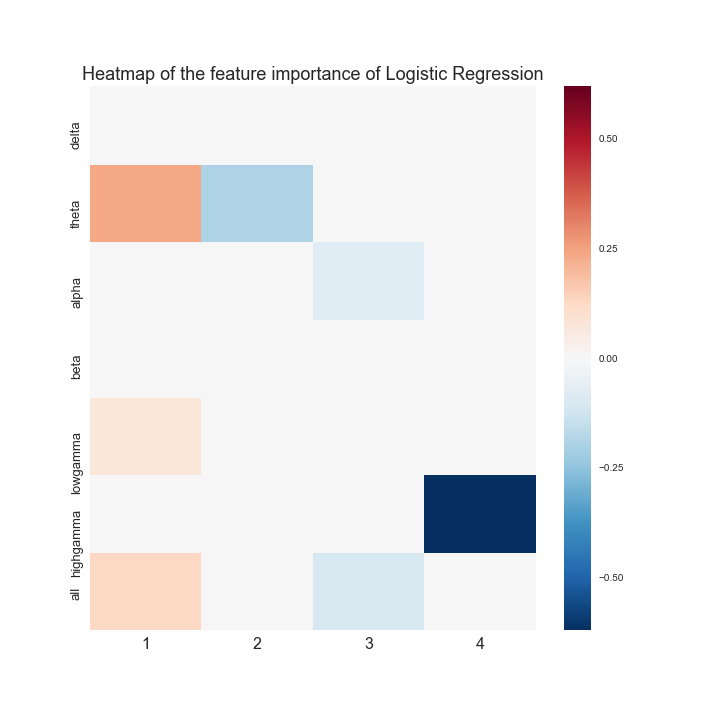 Heatmap of the feature importance of Logistic Regression
delta
theta
alpha
beta
lowgamma
highgamma
all
1 2 3 4
0.50
0.25
0.00
−0.25
−0.50